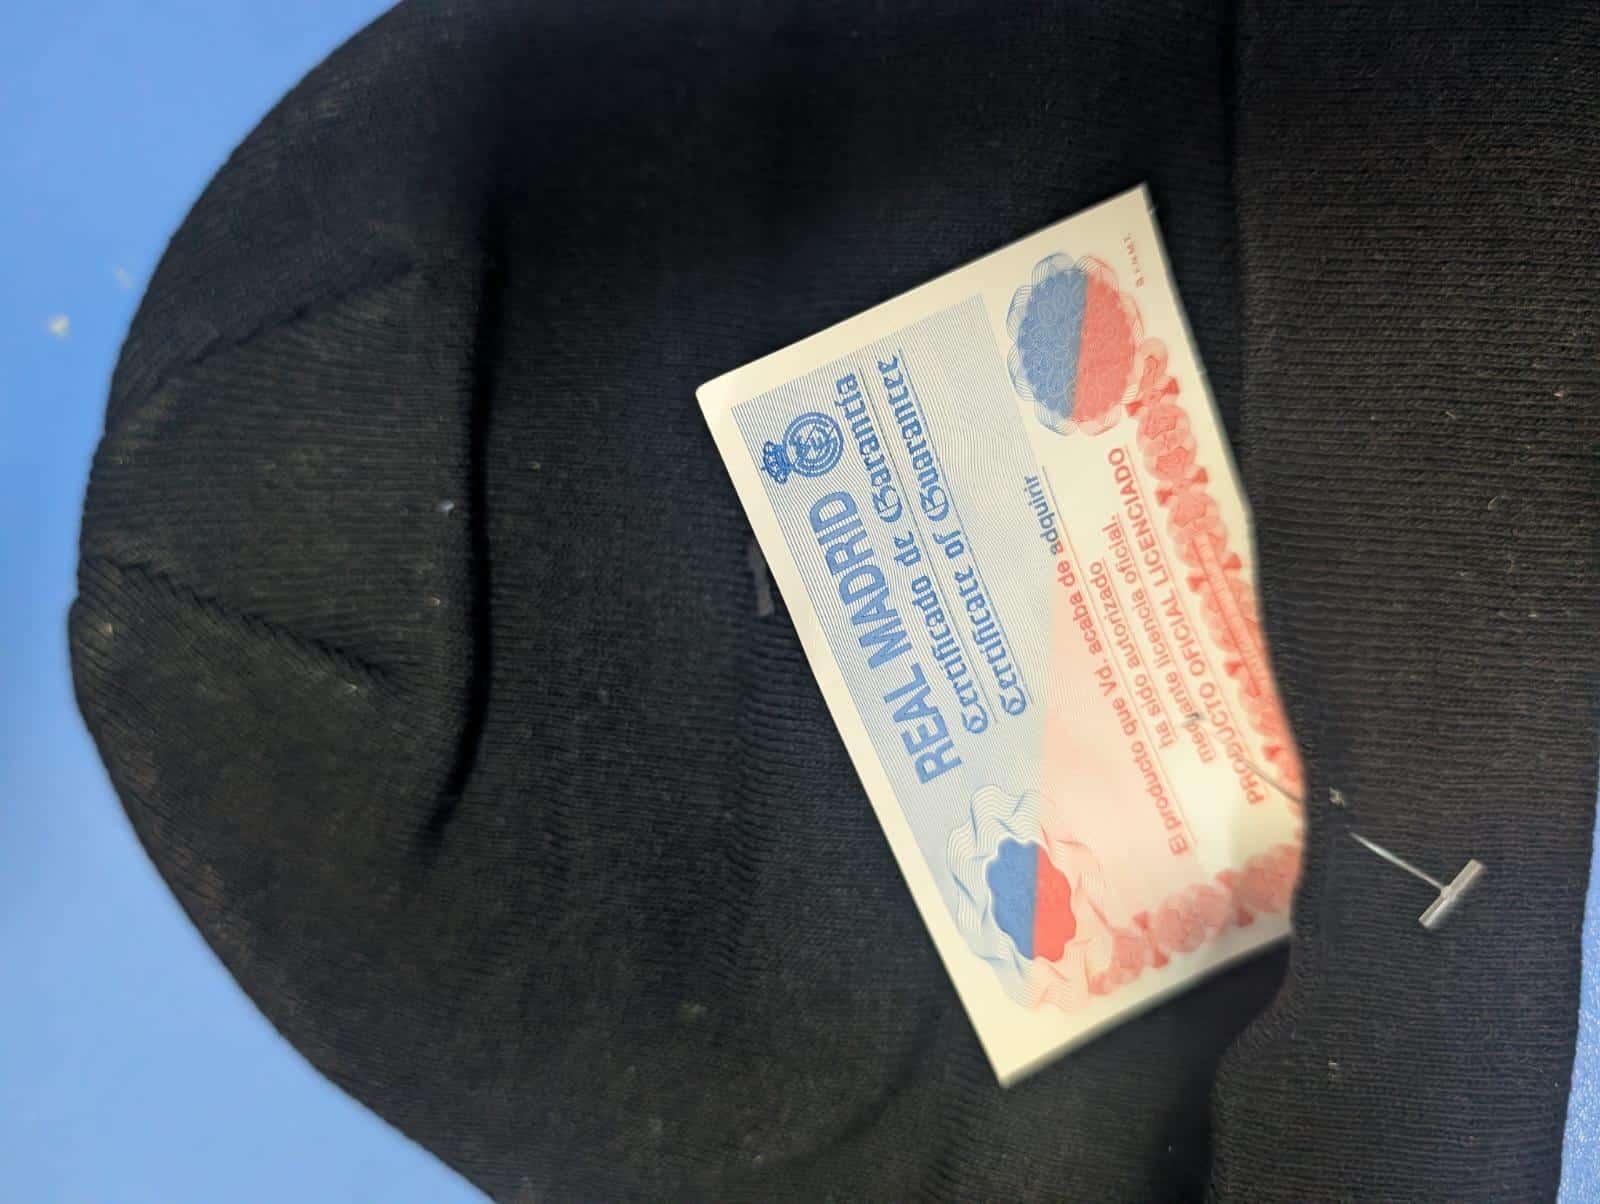 REAL MADRID
Certificado de Garantía
Certificate of Guarantee
El producto que Vd. acaba de adquirir
ha sido autorizado
mediante licencia oficial.
PRODUCTO OFICIAL LICENCIADO